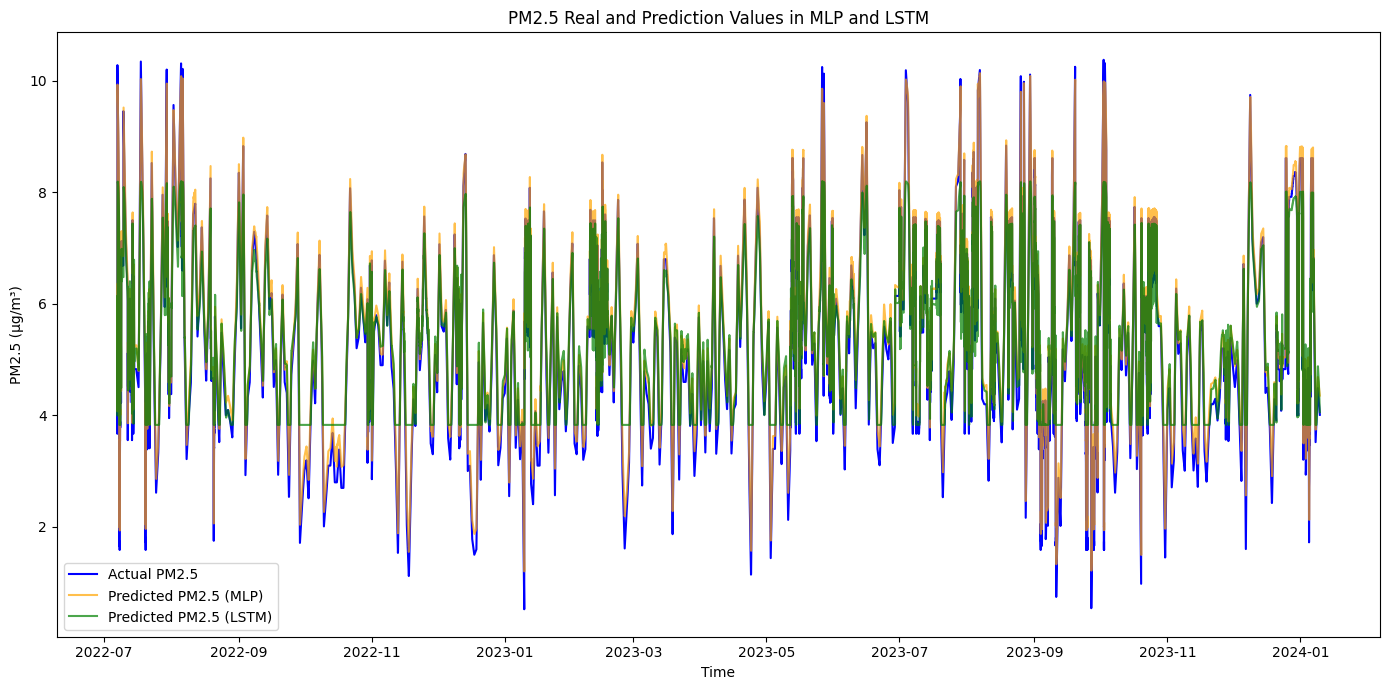 PM2.5 Real and Prediction Values in MLP and LSTM
PM2.5 (µg/m³)
10
8
6
4
2
Actual PM2.5
Predicted PM2.5 (MLP)
Predicted PM2.5 (LSTM)
2022-07 2022-09 2022-11 2023-01 2023-03 2023-05 2023-07 2023-09 2023-11 2024-01
Time